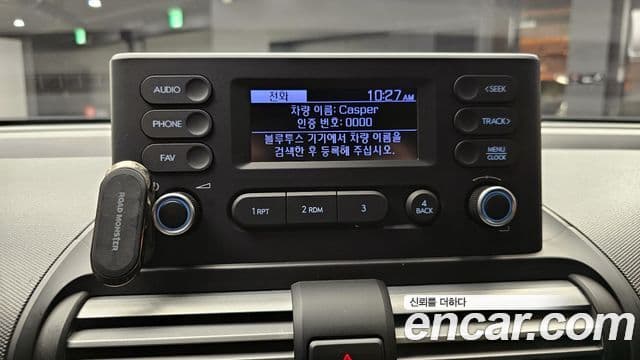 AUDIO
PHONE
FAV
전화 10:27AM
차량 이름: Casper
인증 번호: 0000
블루투스 기기에서 차량 이름을
검색한 후 등록해 주십시오.
<SEEK
TRACK>
MENU
CLOCK
1 RPT
2 RDM
3
4
BACK
ROAD MONSTER
신뢰를 더하다
encar.com